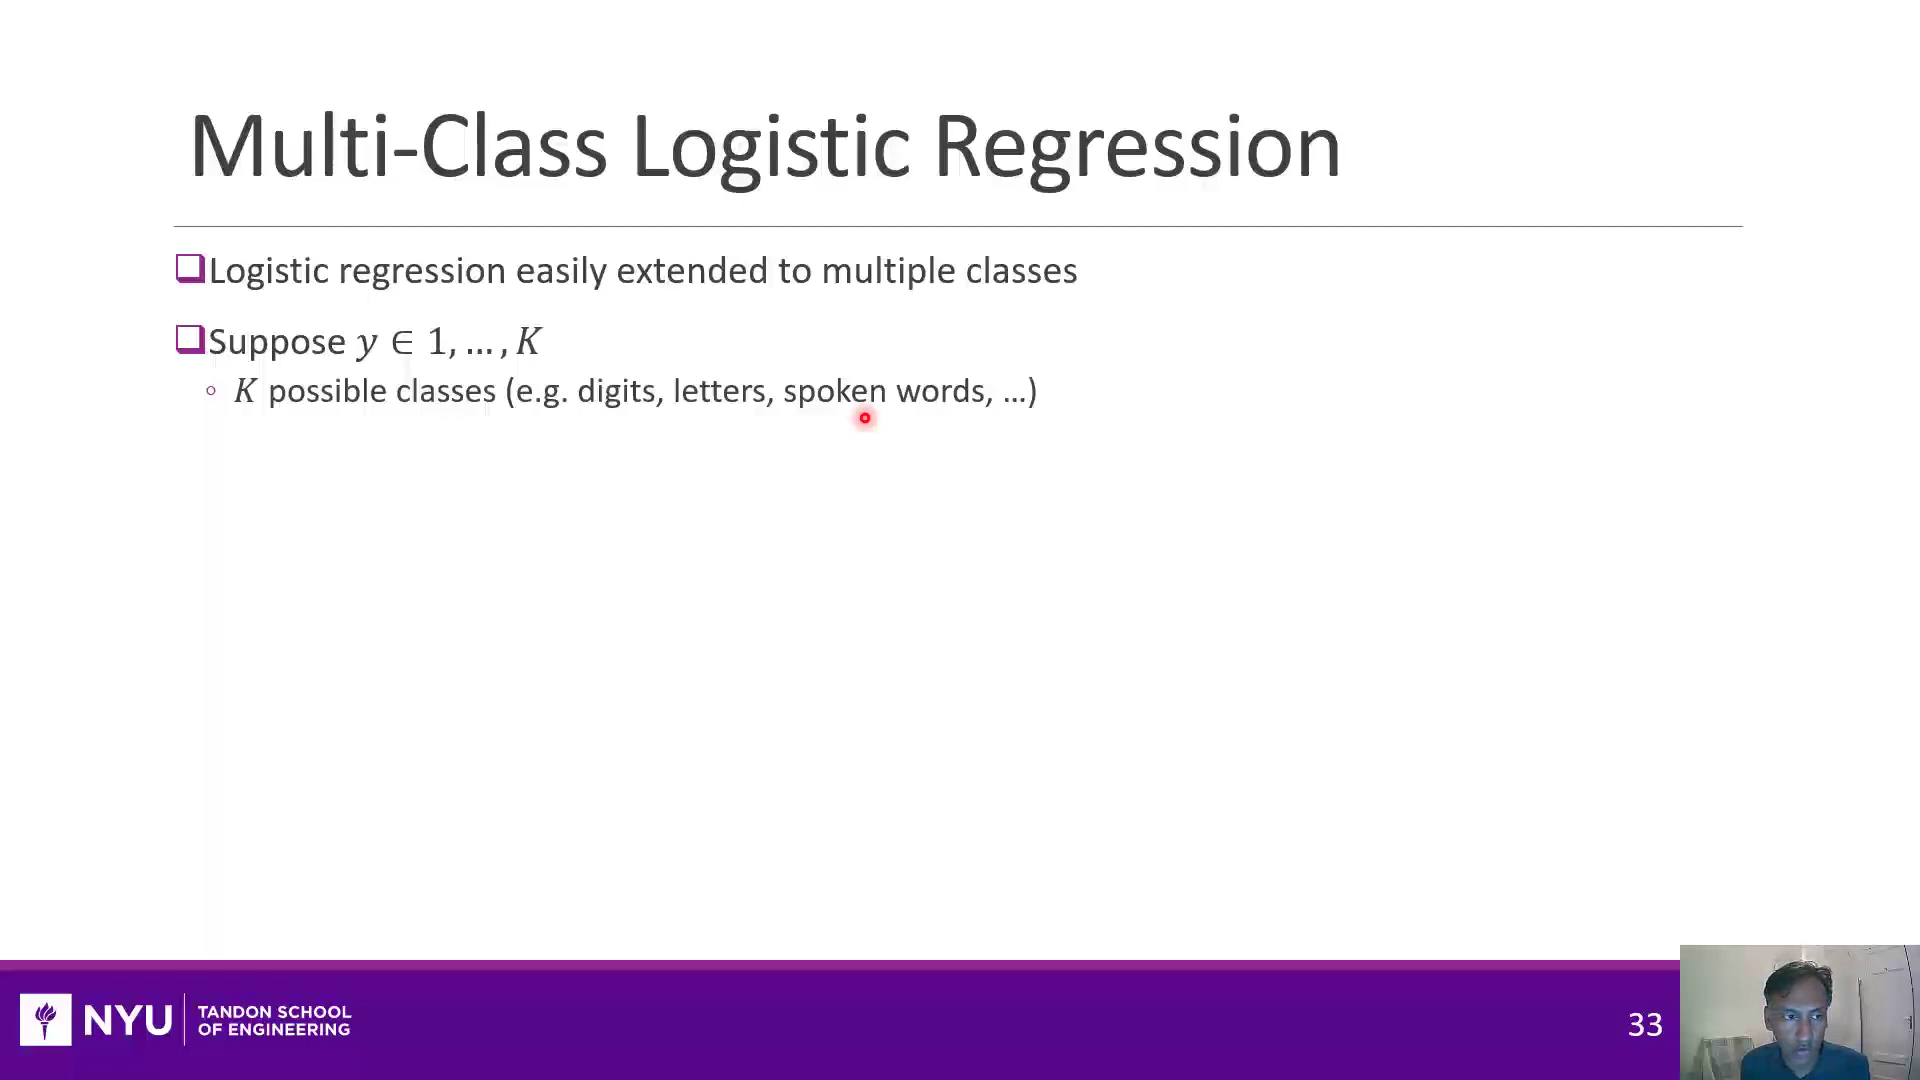 Multi-Class Logistic Regression
Logistic regression easily extended to multiple classes
Suppose y ∈ 1, … , K
K possible classes (e.g. digits, letters, spoken words, …)
NYU
TANDON SCHOOL
OF ENGINEERING
33